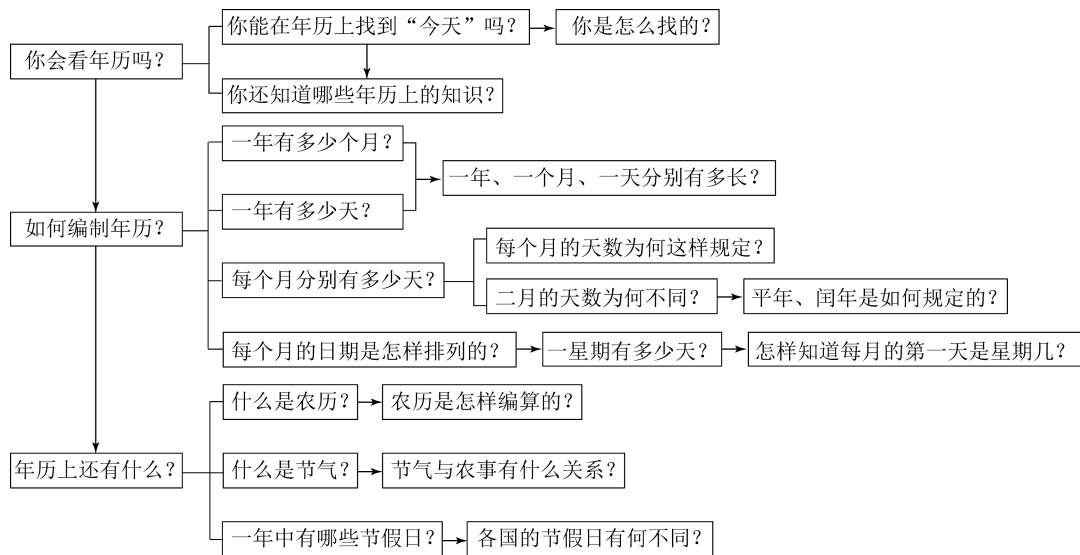 你能在年历上找到“今天”吗？
你是怎么找的？
你会看年历吗？
你还知道哪些年历上的知识？
一年有多少个月？
一年、一个月、一天分别有多长？
一年有多少天？
如何编制年历？
每个月的天数为何这样规定？
每个月分别有多少天？
二月的天数为何不同？
平年、闰年是如何规定的？
每个月的日期是怎样排列的？
一星期有多少天？
怎样知道每月的第一天是星期几？
什么是农历？
农历是怎样编算的？
年历上还有什么？
什么是节气？
节气与农事有什么关系？
一年中有哪些节假日？
各国的节假日有何不同？